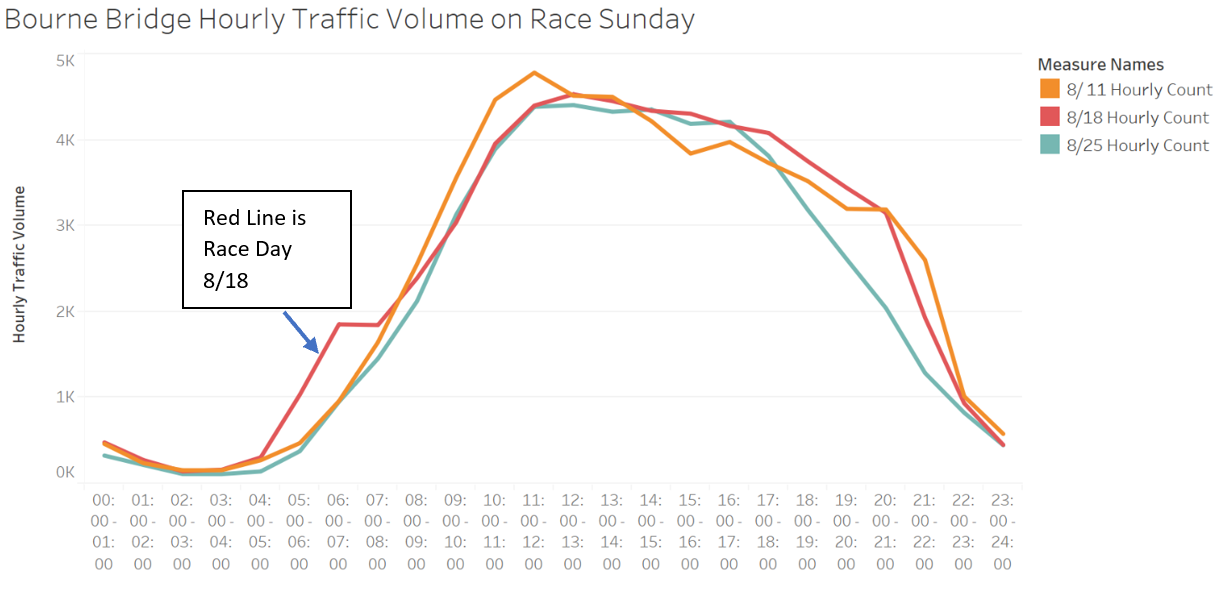 Bourne Bridge Hourly Traffic Volume on Race Sunday
5K
4K
3K
2K
1K
0K
Hourly Traffic Volume
Red Line is
Race Day
8/18
Measure Names
8/ 11 Hourly Count
8/18 Hourly Count
8/25 Hourly Count
00: 01: 02: 03: 04: 05: 06: 07: 08: 09: 10: 11: 12: 13: 14: 15: 16: 17: 18: 19: 20: 21: 22: 23:
00 - 00 - 00 - 00 - 00 - 00 - 00 - 00 - 00 - 00 - 00 - 00 - 00 - 00 - 00 - 00 - 00 - 00 - 00 - 00 - 00 - 00 - 00 - 00 -
01: 02: 03: 04: 05: 06: 07: 08: 09: 10: 11: 12: 13: 14: 15: 16: 17: 18: 19: 20: 21: 22: 23: 24:
00 00 00 00 00 00 00 00 00 00 00 00 00 00 00 00 00 00 00 00 00 00 00 00